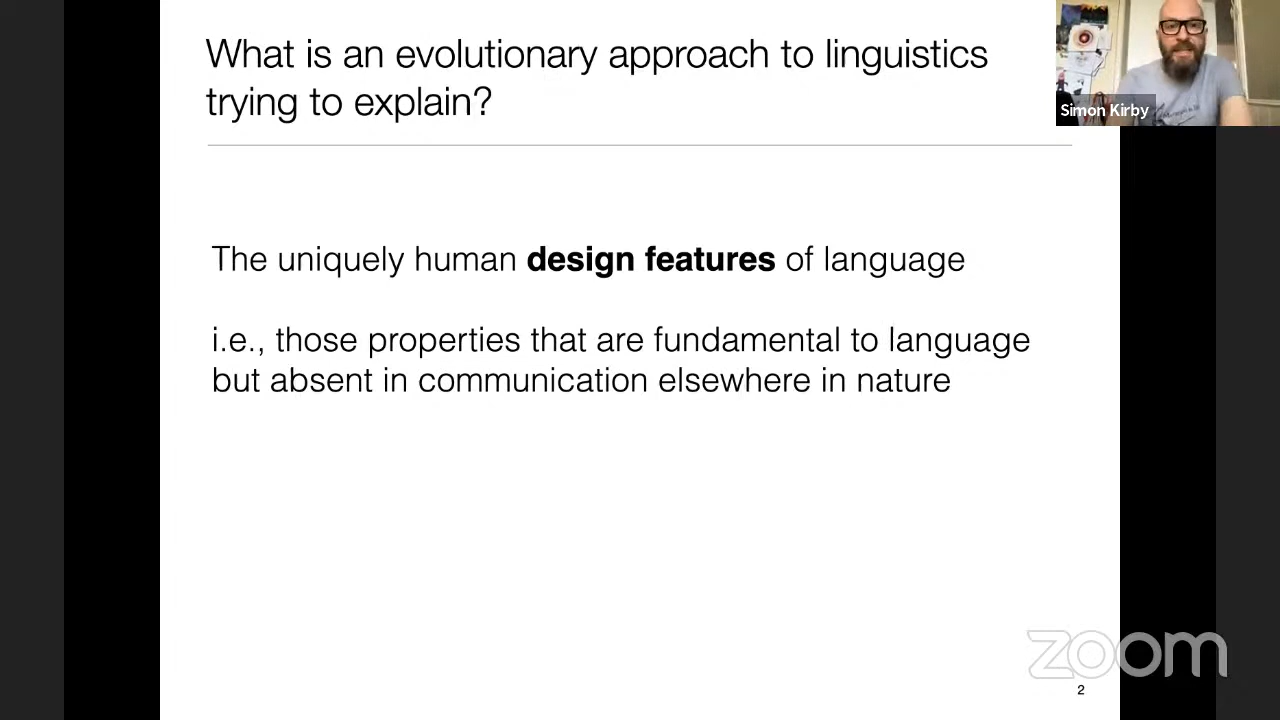 What is an evolutionary approach to linguistics
trying to explain?
Simon Kirby
The uniquely human design features of language
i.e., those properties that are fundamental to language
but absent in communication elsewhere in nature
zoom
2